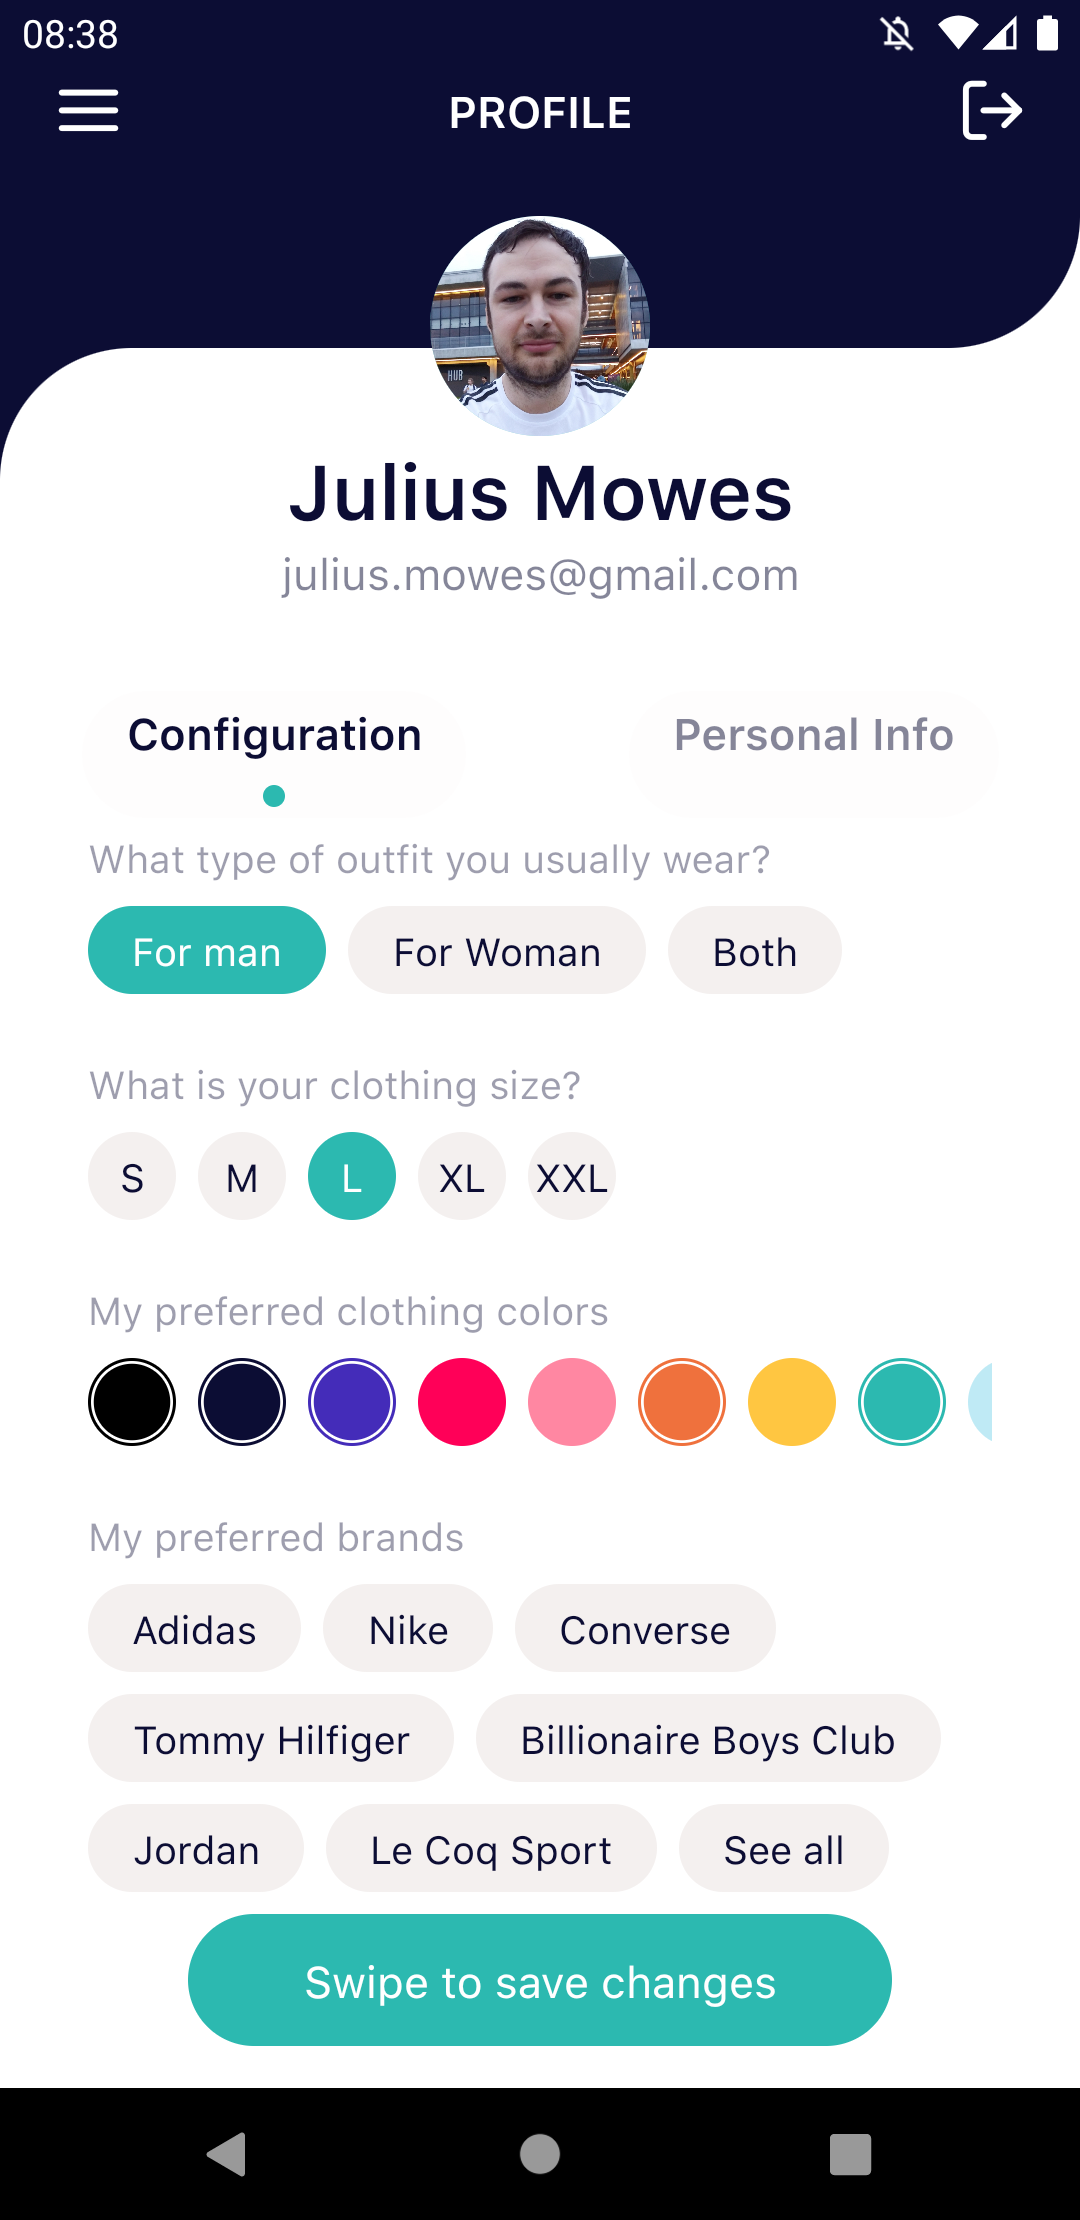 08:38
PROFILE
HUB
Julius Mowes
julius.mowes@gmail.com
Configuration
Personal Info
What type of outfit you usually wear?
For man
For Woman
Both
What is your clothing size?
S
M
L
XL
XXL
My preferred clothing colors
My preferred brands
Adidas
Nike
Converse
Tommy Hilfiger
Billionaire Boys Club
Jordan
Le Coq Sport
See all
Swipe to save changes